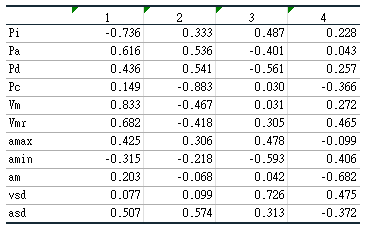 1 2 3 4
Pi -0.736 0.333 0.487 0.228
Pa 0.616 0.536 -0.401 0.043
Pd 0.436 0.541 -0.561 0.257
Pc 0.149 -0.883 0.030 -0.366
Vm 0.833 -0.467 0.031 0.272
Vmr 0.682 -0.418 0.305 0.465
amax 0.425 0.306 0.478 -0.099
amin -0.315 -0.218 -0.593 0.406
am 0.203 -0.068 0.042 -0.682
vsd 0.077 0.099 0.726 0.475
asd 0.507 0.574 0.313 -0.372